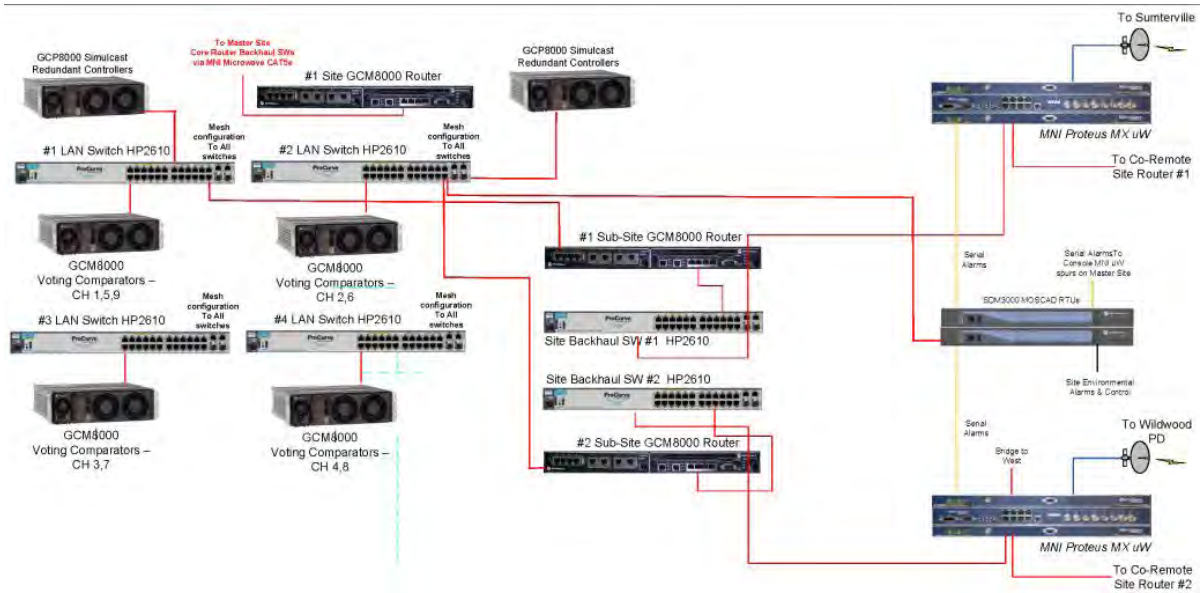 To Sumterville
To Master Site
Core Router Backhaul SWs
via MNI Microwave CAT5e
GCP8000 Simulcast
Redundant Controllers
GCP8000 Simulcast
Redundant Controllers
#1 Site GCM8000 Router
Mesh
configuration
To All
switches
Mesh
configuration
To All
switches
#1 LAN Switch HP2610
#2 LAN Switch HP2610
ProCurve
ProCurve
MNI Proteus MX uW
To Co-Remote
Site Router #1
GCM8000
Voting Comparators –
CH 1,5,9
GCM8000
Voting Comparators –
CH 2,6
#1 Sub-Site GCM8000 Router
Serial
Alarms
Serial AlarmsTo
Console MNI uW
spurs on Master Site
SDM3000 MOSCAD RTUs
Mesh
configuration
To All
switches
Mesh
configuration
To All
switches
#3 LAN Switch HP2610
#4 LAN Switch HP2610
ProCurve
ProCurve
ProCurve
Site Backhaul SW #1 HP2610
Site Backhaul SW #2 HP2610
ProCurve
Site Environmental
Alarms & Control
GCM8000
Voting Comparators –
CH 3,7
GCM8000
Voting Comparators –
CH 4,8
#2 Sub-Site GCM8000 Router
Serial
Alarms
Bridge to
West
To Wildwood
PD
MNI Proteus MX uW
To Co-Remote
Site Router #2